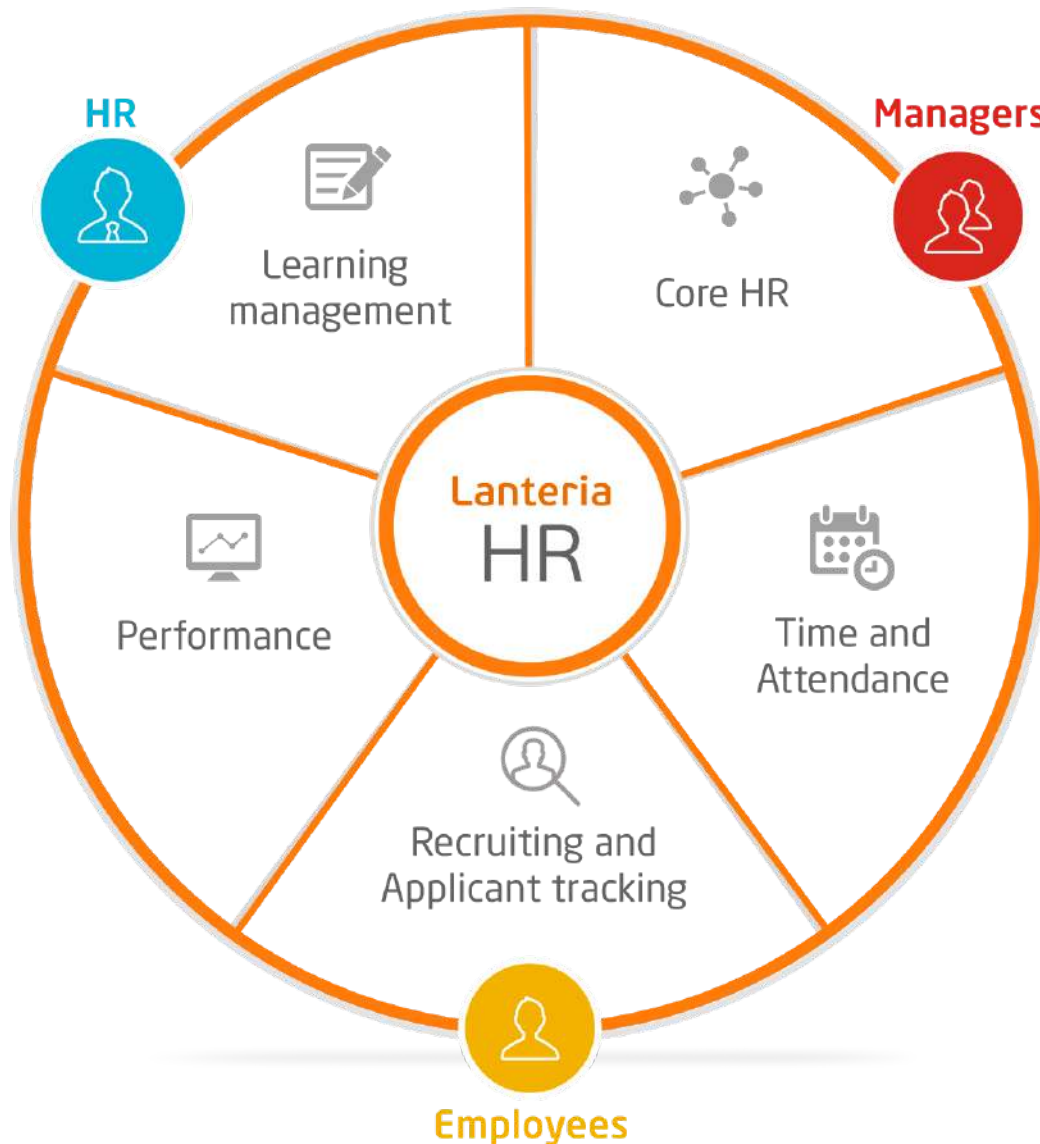 HR
Managers
Learning
management
Core HR
Lanteria
HR
Performance
Time and
Attendance
Recruiting and
Applicant tracking
Employees